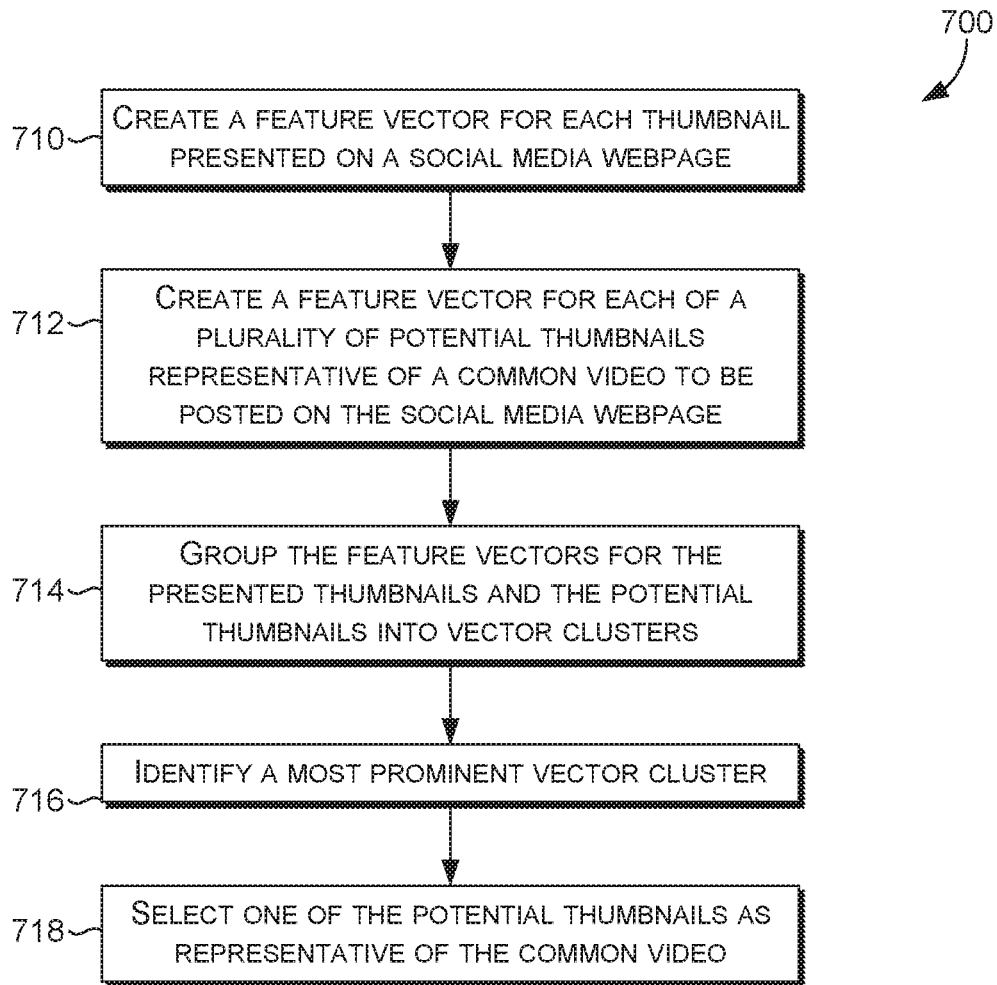 700
710
CREATE A FEATURE VECTOR FOR EACH THUMBNAIL
PRESENTED ON A SOCIAL MEDIA WEBPAGE
712
CREATE A FEATURE VECTOR FOR EACH OF A
PLURALITY OF POTENTIAL THUMBNAILS
REPRESENTATIVE OF A COMMON VIDEO TO BE
POSTED ON THE SOCIAL MEDIA WEBPAGE
714
GROUP THE FEATURE VECTORS FOR THE
PRESENTED THUMBNAILS AND THE POTENTIAL
THUMBNAILS INTO VECTOR CLUSTERS
716
IDENTIFY A MOST PROMINENT VECTOR CLUSTER
718
SELECT ONE OF THE POTENTIAL THUMBNAILS AS
REPRESENTATIVE OF THE COMMON VIDEO